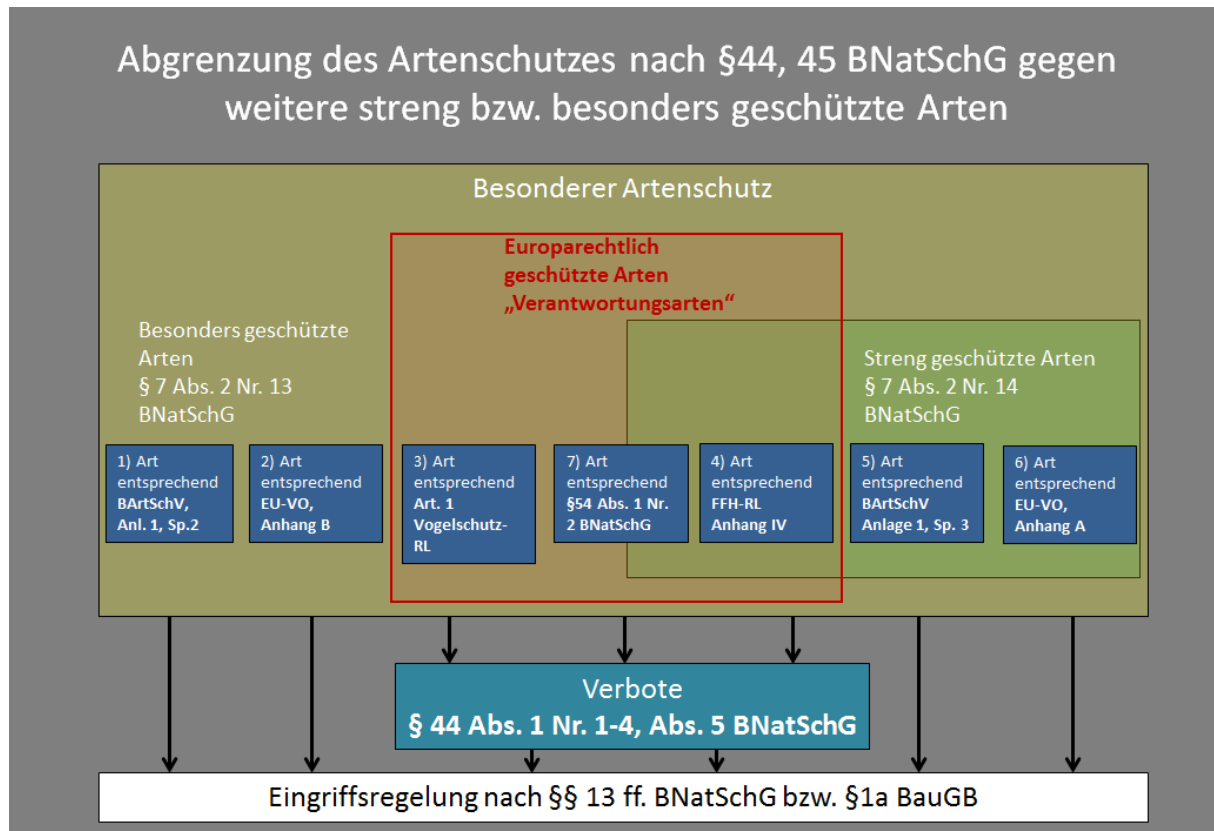 Abgrenzung des Artenschutzes nach §44, 45 BNatSchG gegen
weitere streng bzw. besonders geschützte Arten
Besonderer Artenschutz
Europarechtlich
geschützte Arten
„Verantwortungsarten“
Besonders geschützte
Arten
§ 7 Abs. 2 Nr. 13
BNatSchG
Streng geschützte Arten
§ 7 Abs. 2 Nr. 14
BNatSchG
1) Art
entsprechend
BArtSchV,
Anl. 1, Sp.2
2) Art
entsprechend
EU-VO,
Anhang B
3) Art
entsprechend
Art. 1
Vogelschutz-
RL
7) Art
entsprechend
§54 Abs. 1 Nr.
2 BNatSchG
4) Art
entsprechend
FFH-RL
Anhang IV
5) Art
entsprechend
BArtSchV
Anlage 1, Sp. 3
6) Art
entsprechend
EU-VO,
Anhang A
Verbote
§ 44 Abs. 1 Nr. 1-4, Abs. 5 BNatSchG
Eingriffsregelung nach §§ 13 ff. BNatSchG bzw. §1a BauGB